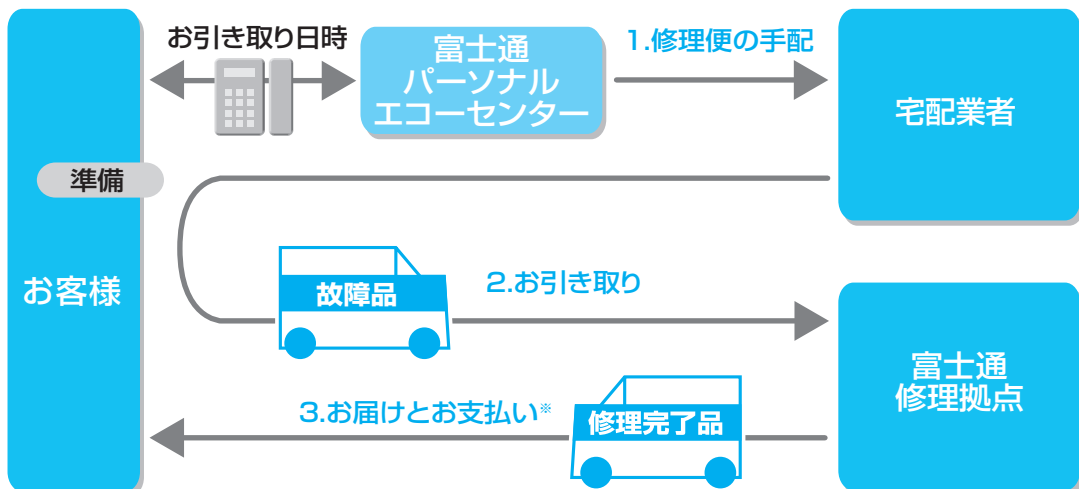 お引き取り日時
富士通
パーソナル
エコーセンター
1.修理便の手配
宅配業者
準備
お客様
故障品
2.お引き取り
富士通
修理拠点
3.お届けとお支払い※
修理完了品